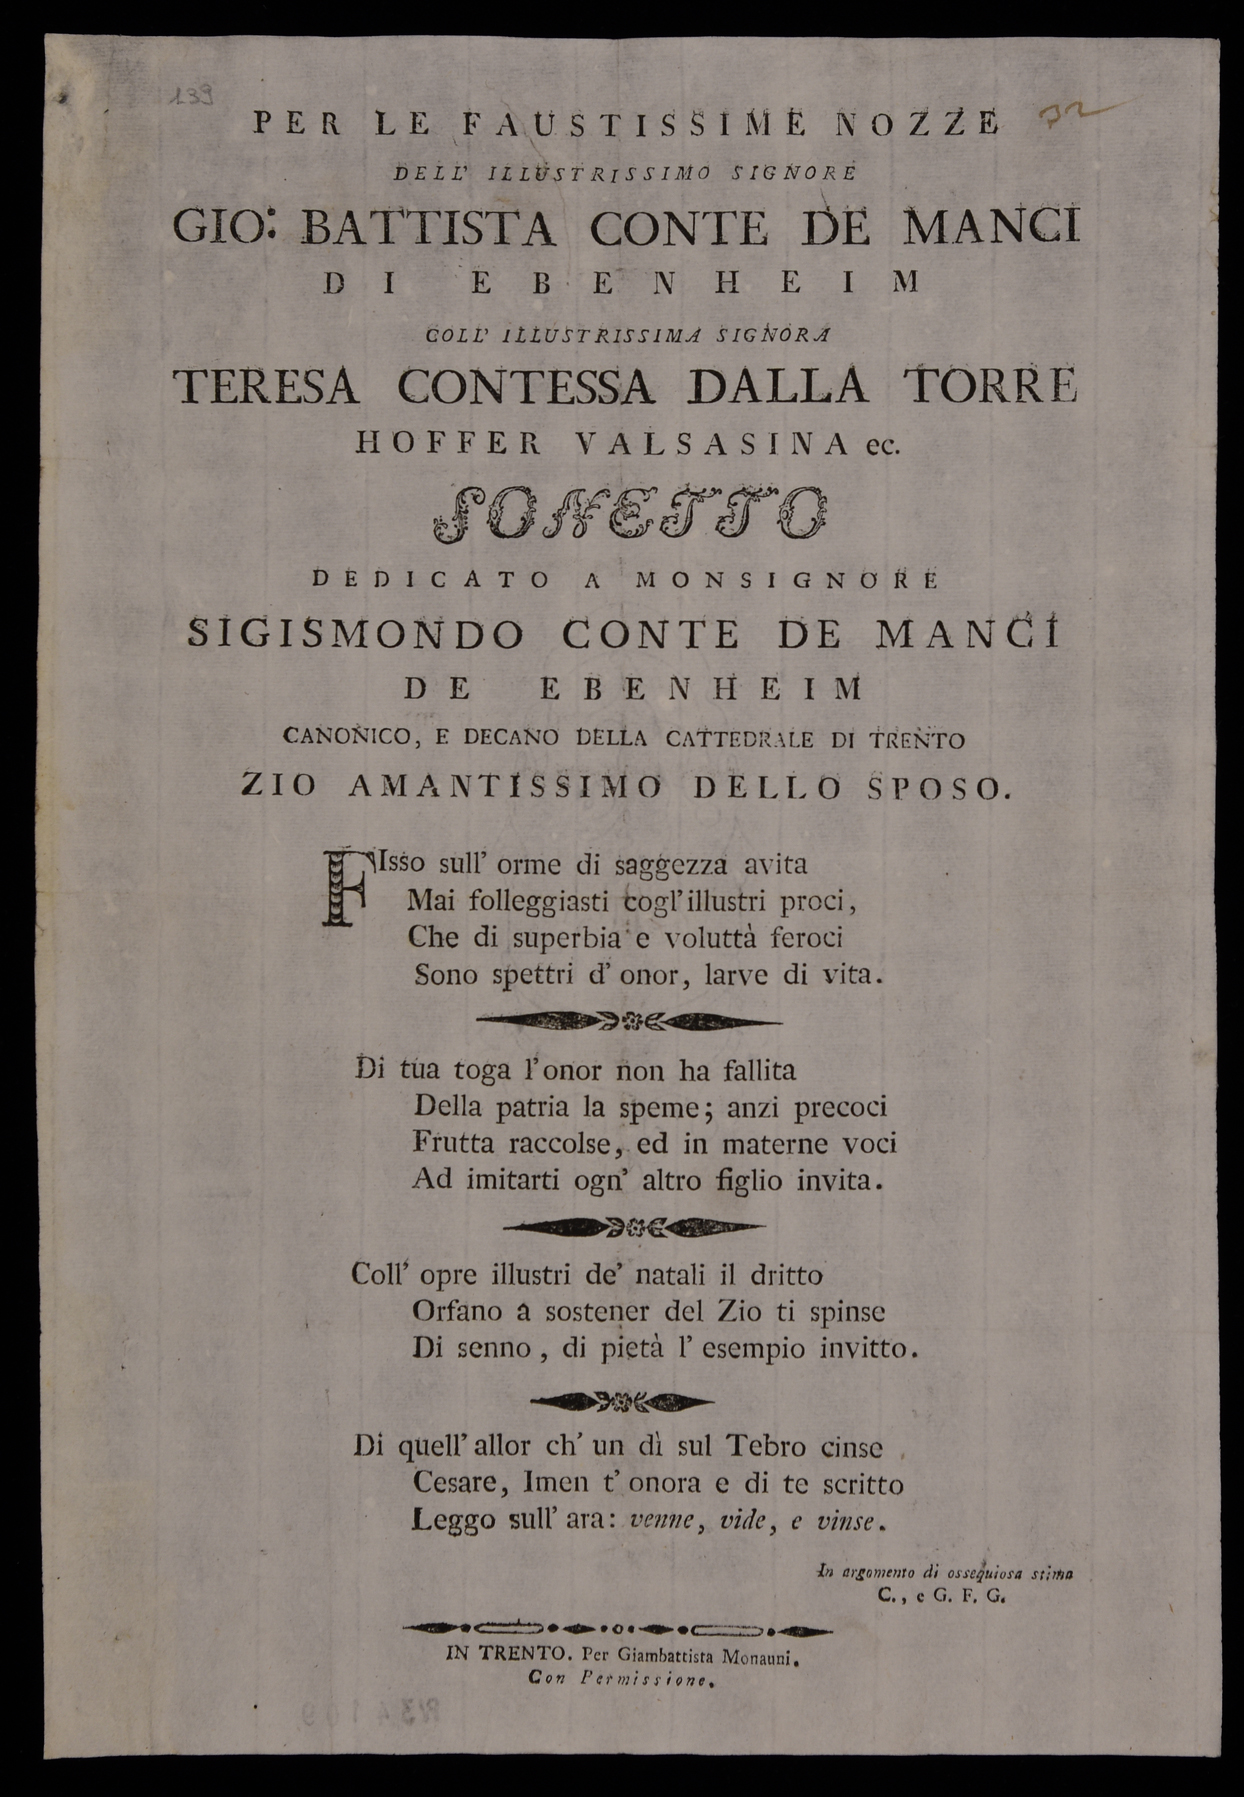 139
PER LE FAUSTISSIME NOZZE
DELL' ILLUSTRISSIMO SIGNORE
GIO: BATTISTA CONTE DE MANCI
DI EBENHEIM
COLL' ILLUSTRISSIMA SIGNORA
TERESA CONTESSA DALLA TORRE
HOFFER VALSASINA ec.
SONETTO
DEDICATO A MONSIGNORE
SIGISMONDO CONTE DE MANCI
DE EBENHEIM
CANONICO, E DECANO DELLA CATTEDRALE DI TRENTO
ZIO AMANTISSIMO DELLO SPOSO.
FIsso sull' orme di saggezza avita
Mai folleggiasti cogl' illustri proci,
Che di superbia e voluttà feroci
Sono spettri d' onor, larve di vita.
Di tua toga l' onor non ha fallita
Della patria la speme; anzi precoci
Frutta raccolse, ed in materne voci
Ad imitarti ogn' altro figlio invita.
Coll' opre illustri de' natali il dritto
Orfano a sostener del Zio ti spinse
Di senno, di pietà l' esempio invitto.
Di quell' allor ch' un dì sul Tebro cinse
Cesare, Imen t' onora e di te scritto
Leggo sull' ara: venne, vide, e vinse.
In argomento di ossequiosa stima
C., e G. F. G.
IN TRENTO. Per Giambattista Monauni.
Con Permissione.